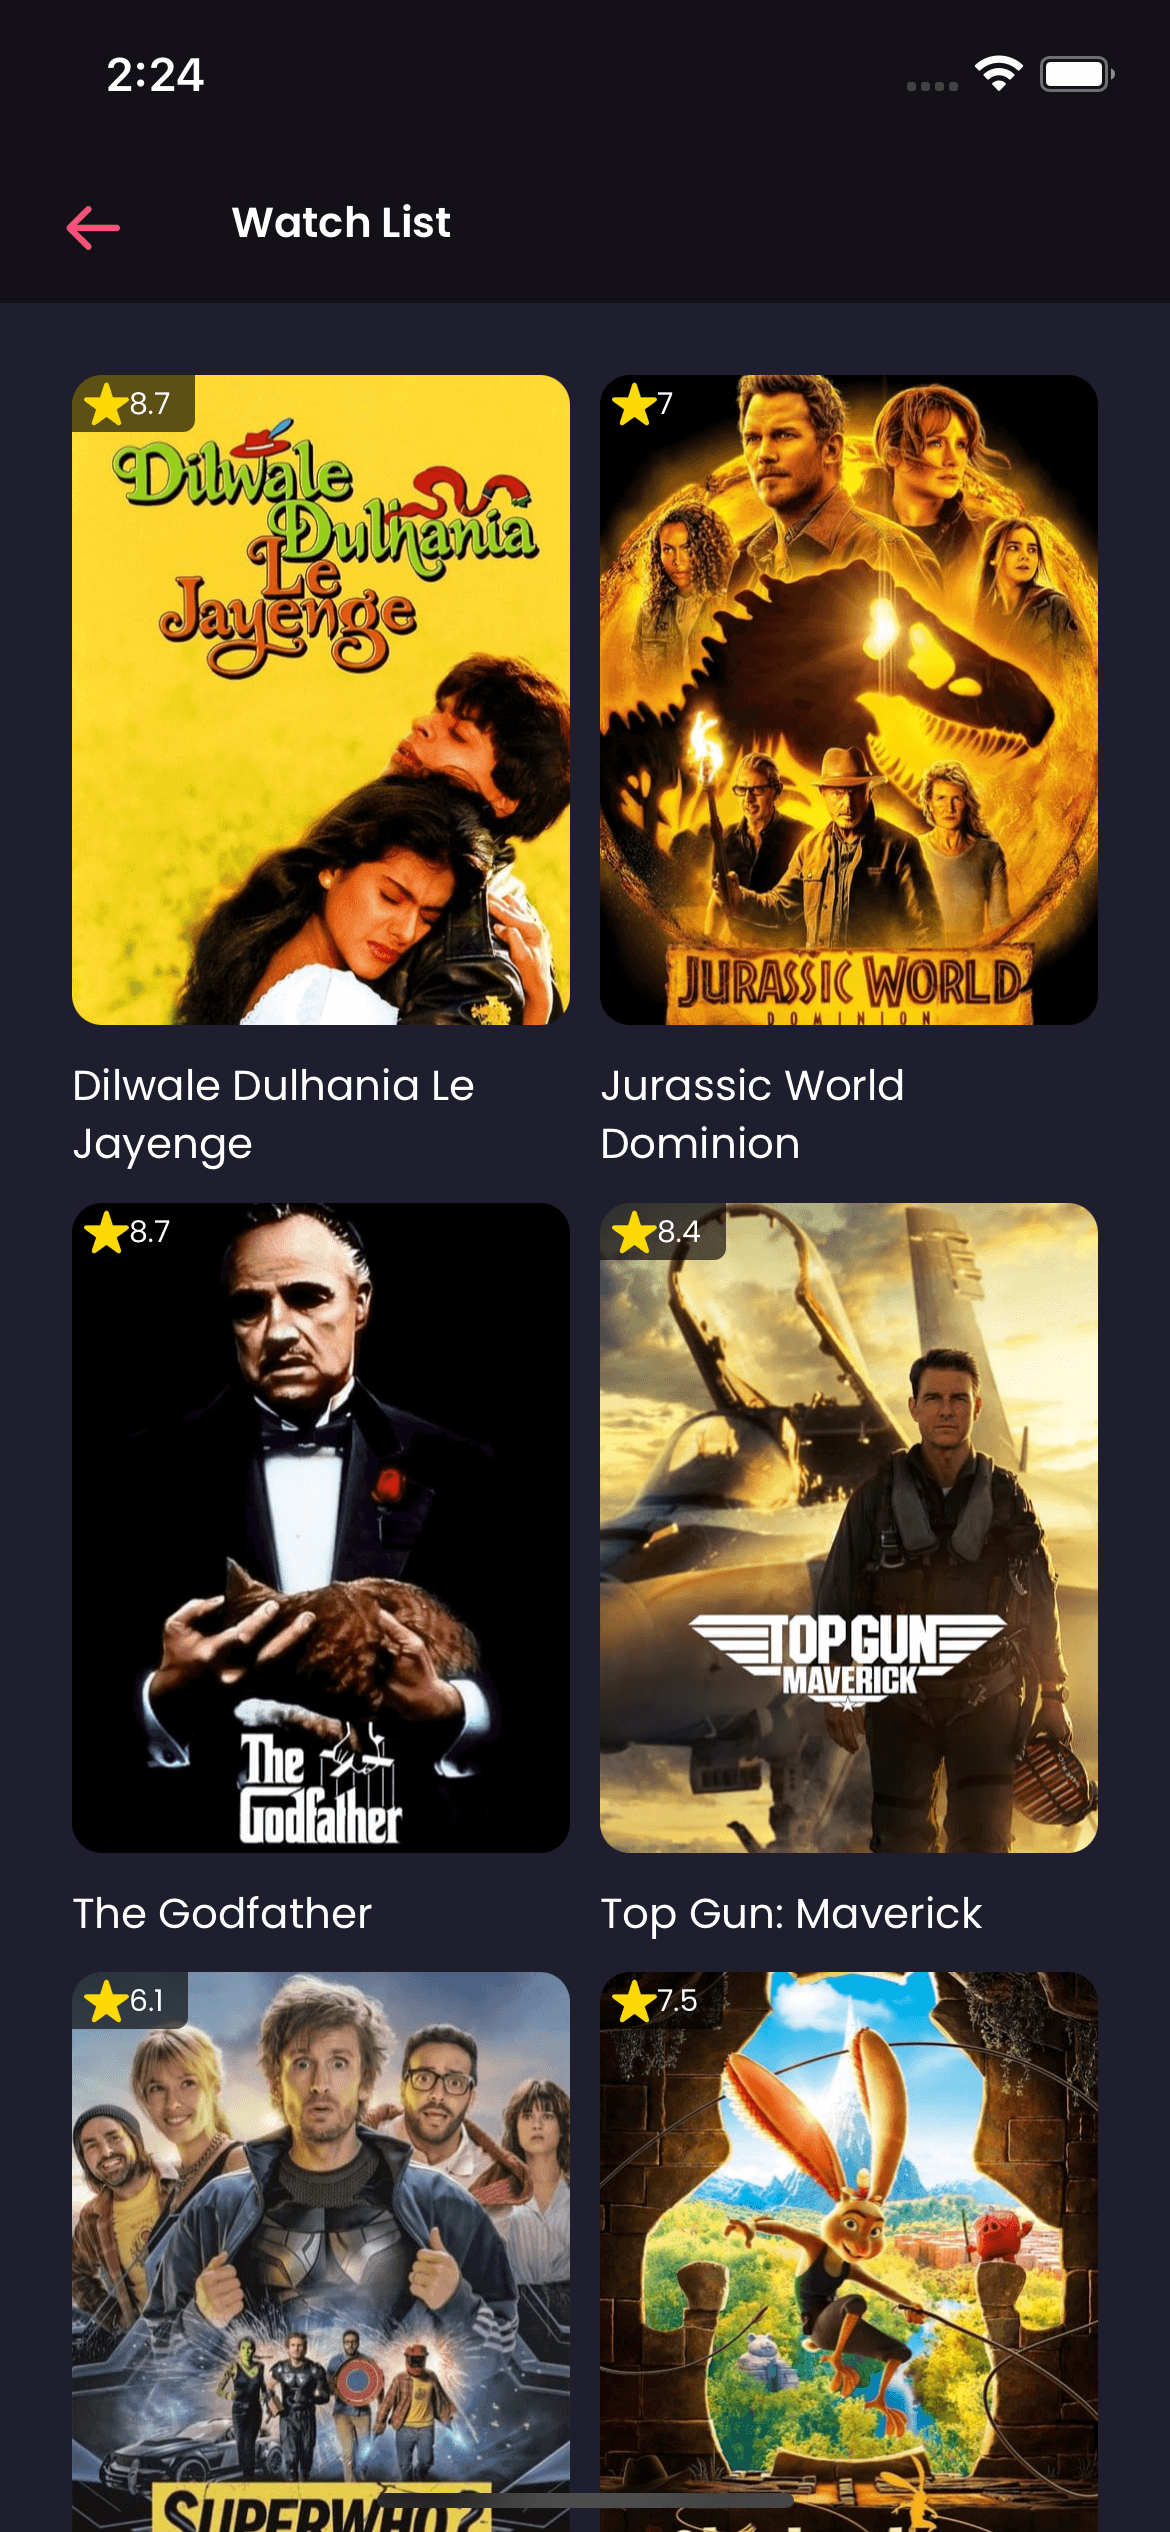 2:24
Watch List
8.7
Dilwale
Dulhania
Le
Jayenge
7
JURASSIC WORLD
DOMINION
Dilwale Dulhania Le
Jayenge
Jurassic World
Dominion
8.7
The
Godfather
8.4
TOP GUN
MAVERICK
The Godfather
Top Gun: Maverick
6.1
SUPERWHO?
7.5